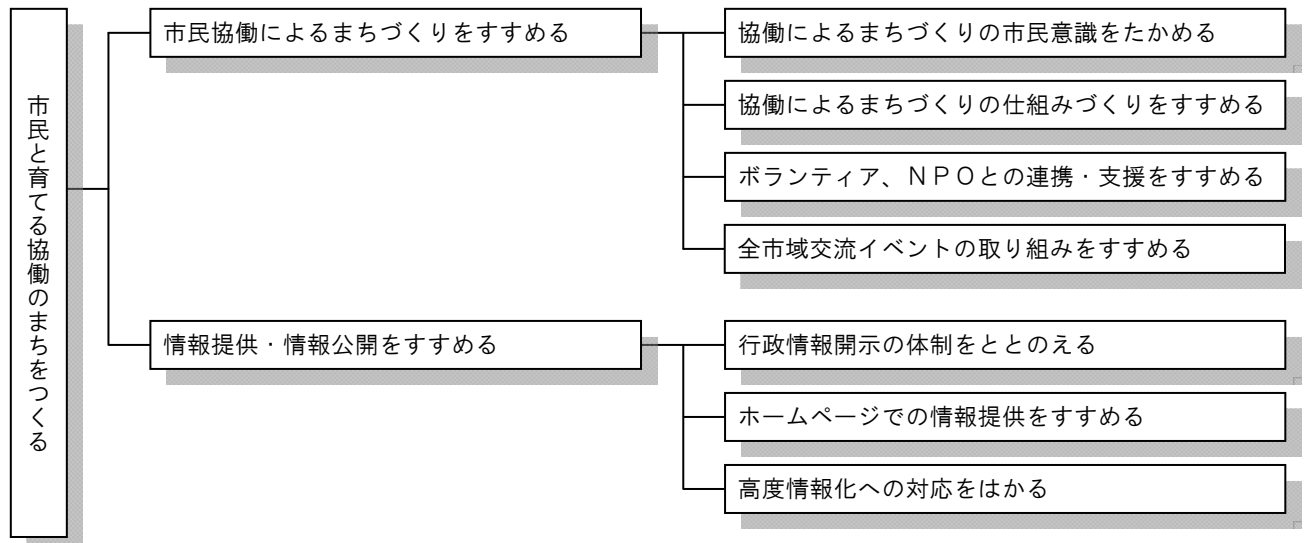 市民と育てる協働のまちをつくる
市民協働によるまちづくりをすすめる
協働によるまちづくりの市民意識をたかめる
協働によるまちづくりの仕組みづくりをすすめる
ボランティア、ＮＰＯとの連携・支援をすすめる
全市域交流イベントの取り組みをすすめる
情報提供・情報公開をすすめる
行政情報開示の体制をととのえる
ホームページでの情報提供をすすめる
高度情報化への対応をはかる